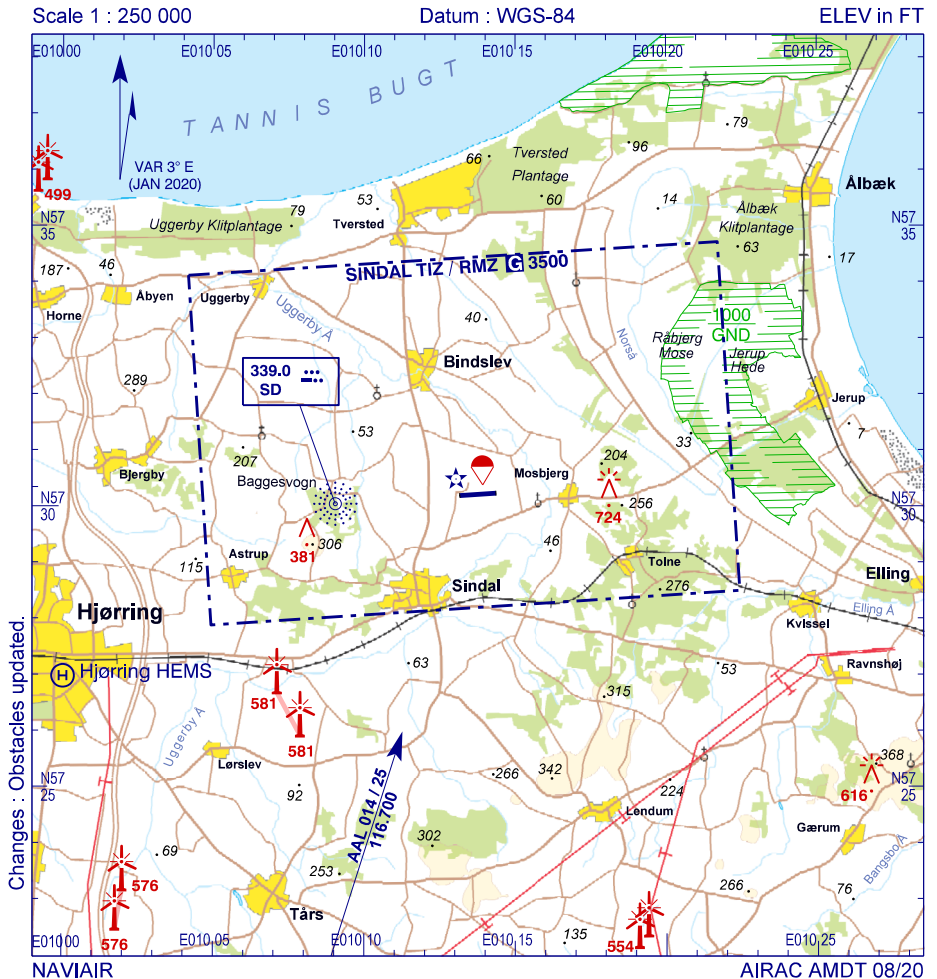 Scale 1 : 250 000
Datum : WGS-84
ELEV in FT
E010 00
E010 05
E010 10
E010 15
E010 20
E010 25
TANNIS BUGT
VAR 3° E
(JAN 2020)
499
79
96
66
Tversted
Plantage
60
14
Ålbæk
N57
35
Uggerby Klitplantage
79
53
Tversted
Ålbæk
Klitplantage
63
N57
35
17
187
46
SINDAL TIZ / RMZ G 3500
Horne
Åbyen
Uggerby
Uggerby Å
40
Norså
1000
GND
Råbjerg
Mose
Jerup
Hede
Bindslev
339.0
SD
289
Jerup
7
53
33
207
Bjergby
Baggesvogn
Mosbjerg
204
N57
30
256
724
N57
30
381
306
46
115
Astrup
Tolne
276
Sindal
Elling
Elling Å
Kvissel
Hjørring
H
Hjørring HEMS
63
53
Ravnshøj
581
581
315
Uggerby Å
Lørslev
92
266
342
224
368
616
N57
25
N57
25
AAL 014 / 25
116.700
Lendum
Gærum
Bangsbo Å
302
69
253
576
576
Tårs
266
76
135
554
E010 00
E010 05
E010 10
E010 15
E010 25
NAVIAIR
AIRAC AMDT 08/20
Changes : Obstacles updated.